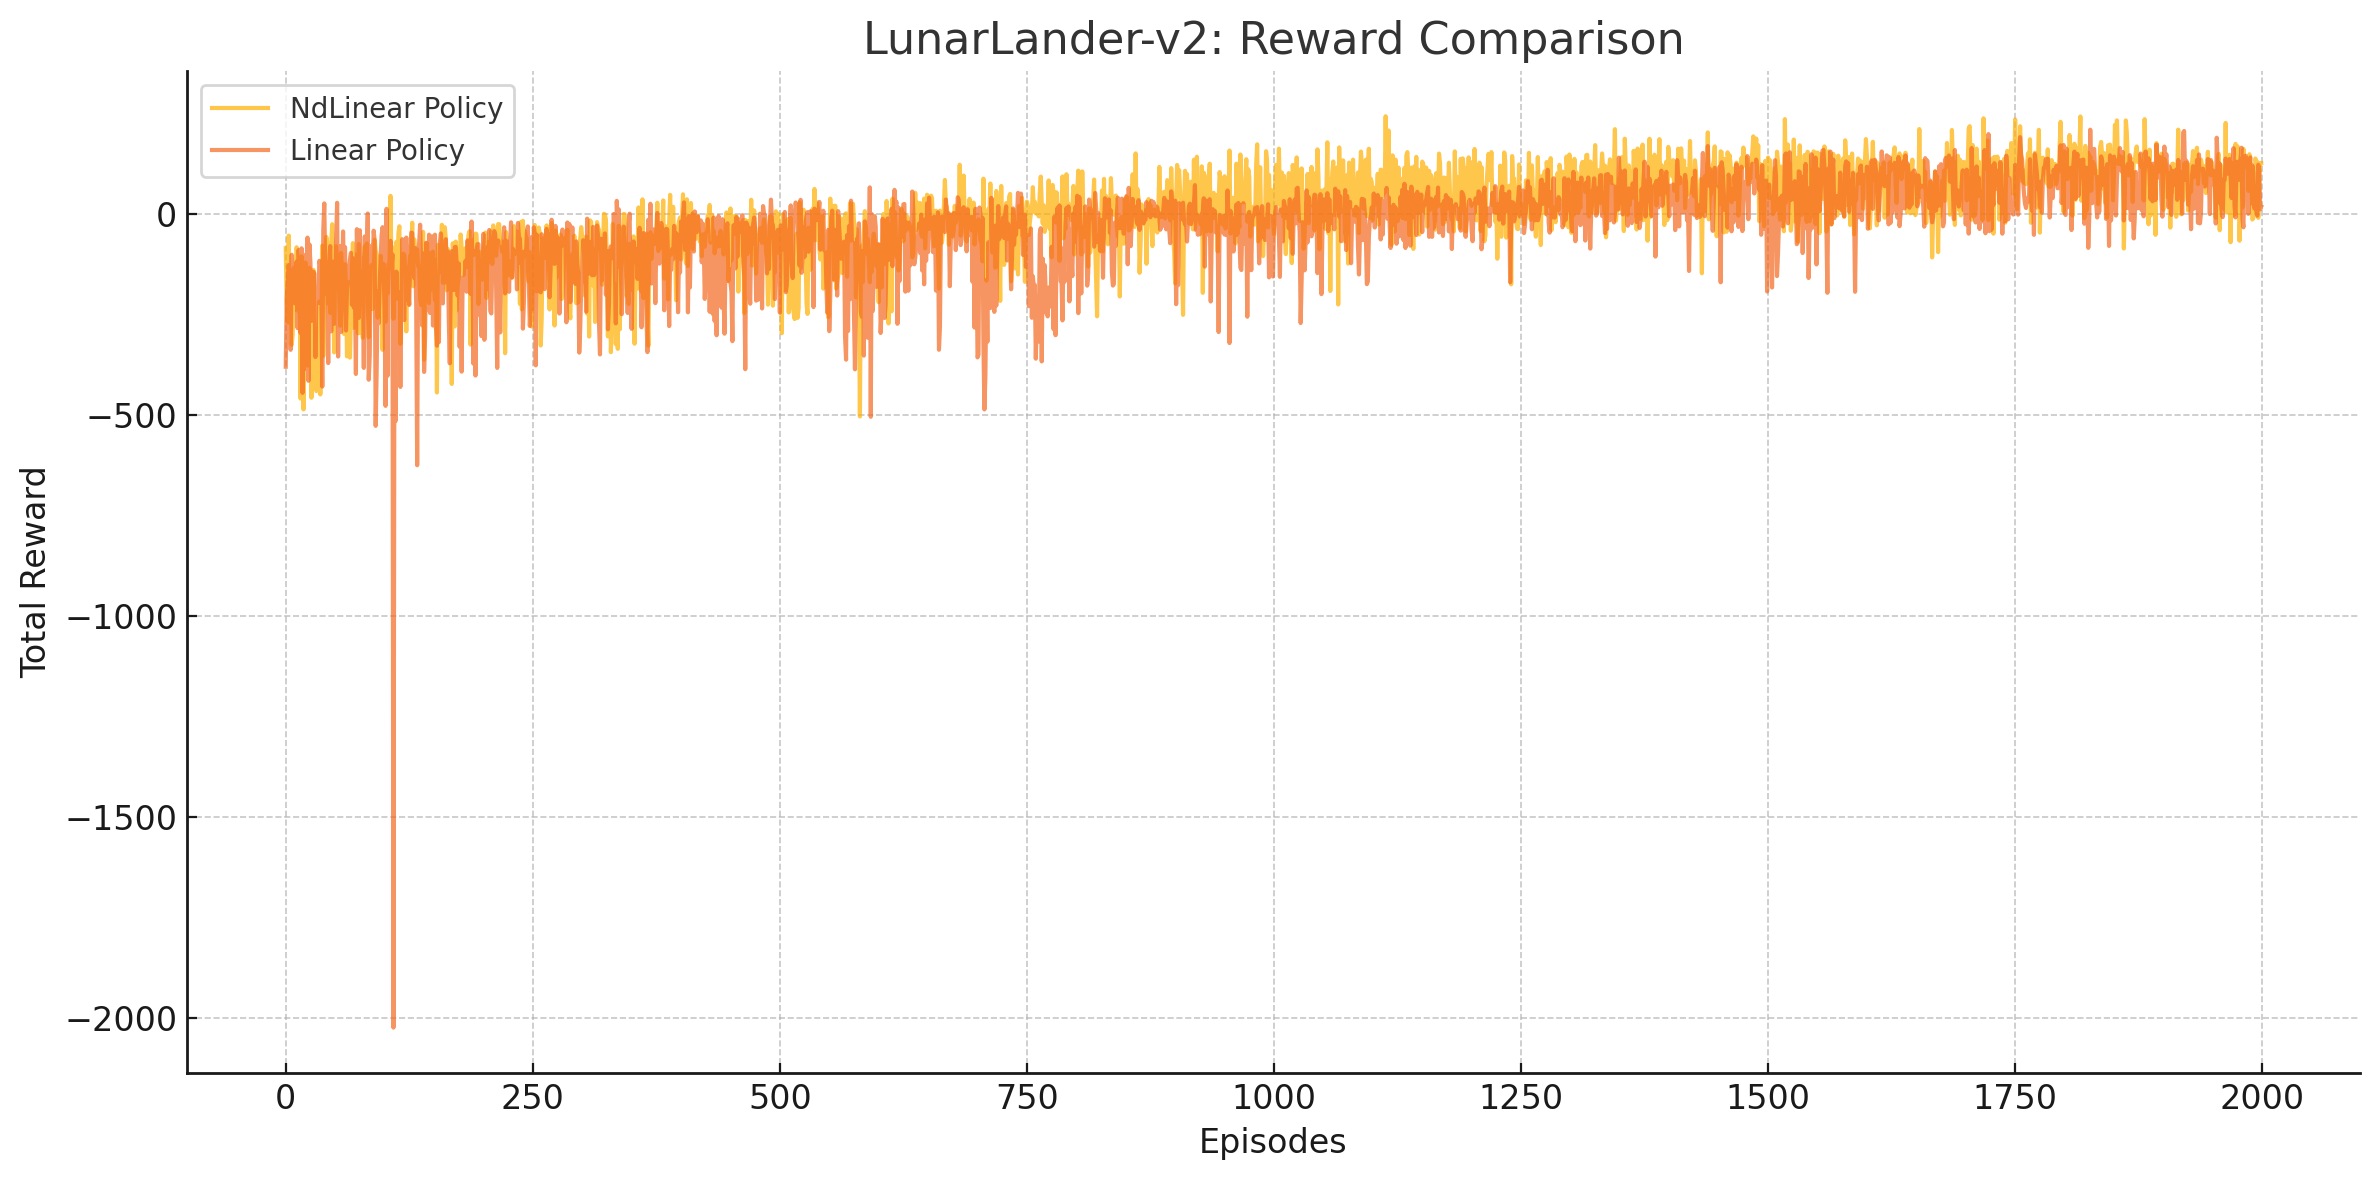 LunarLander-v2: Reward Comparison
NdLinear Policy
Linear Policy
Total Reward
0
−500
−1000
−1500
−2000
0 250 500 750 1000 1250 1500 1750 2000
Episodes